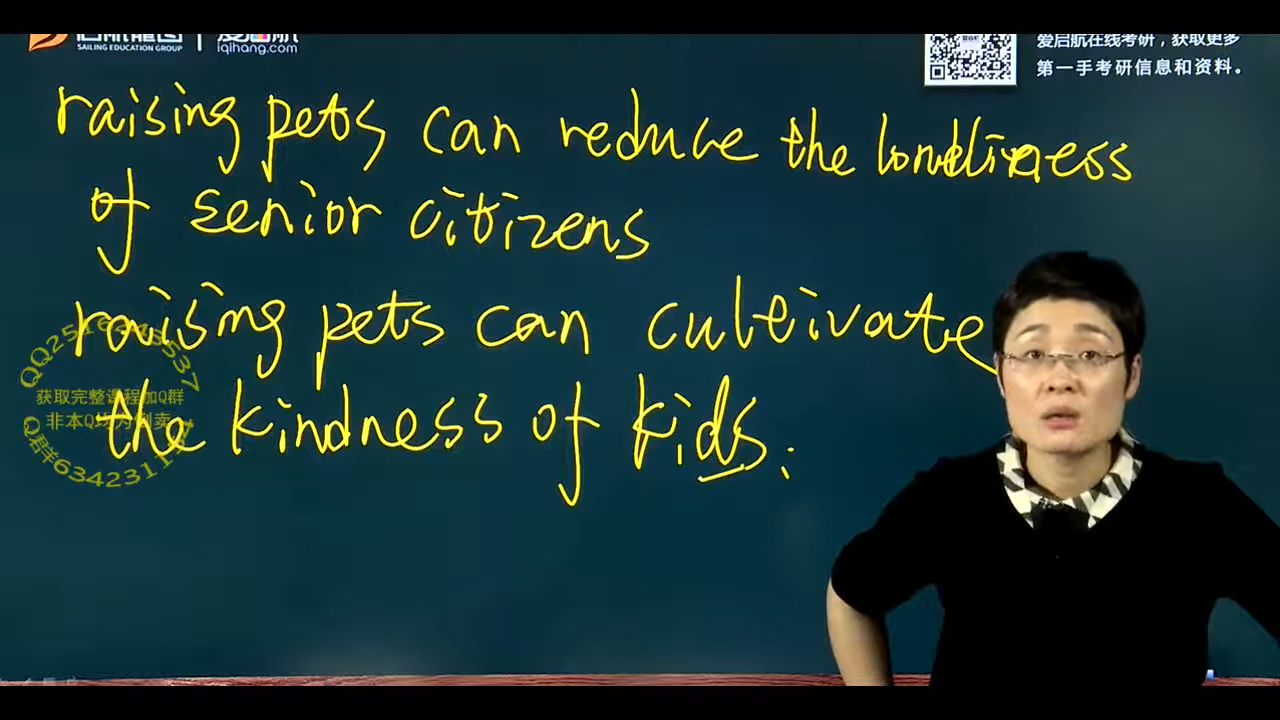 SAILING EDUCATION GROUP
iqihang.com
爱启航在线考研，获取更多
第一手考研信息和资料。
raising pets can reduce the loneliness
of senior citizens
raising pets can cultivate
the kindness of kids.
获取完整课程加Q群